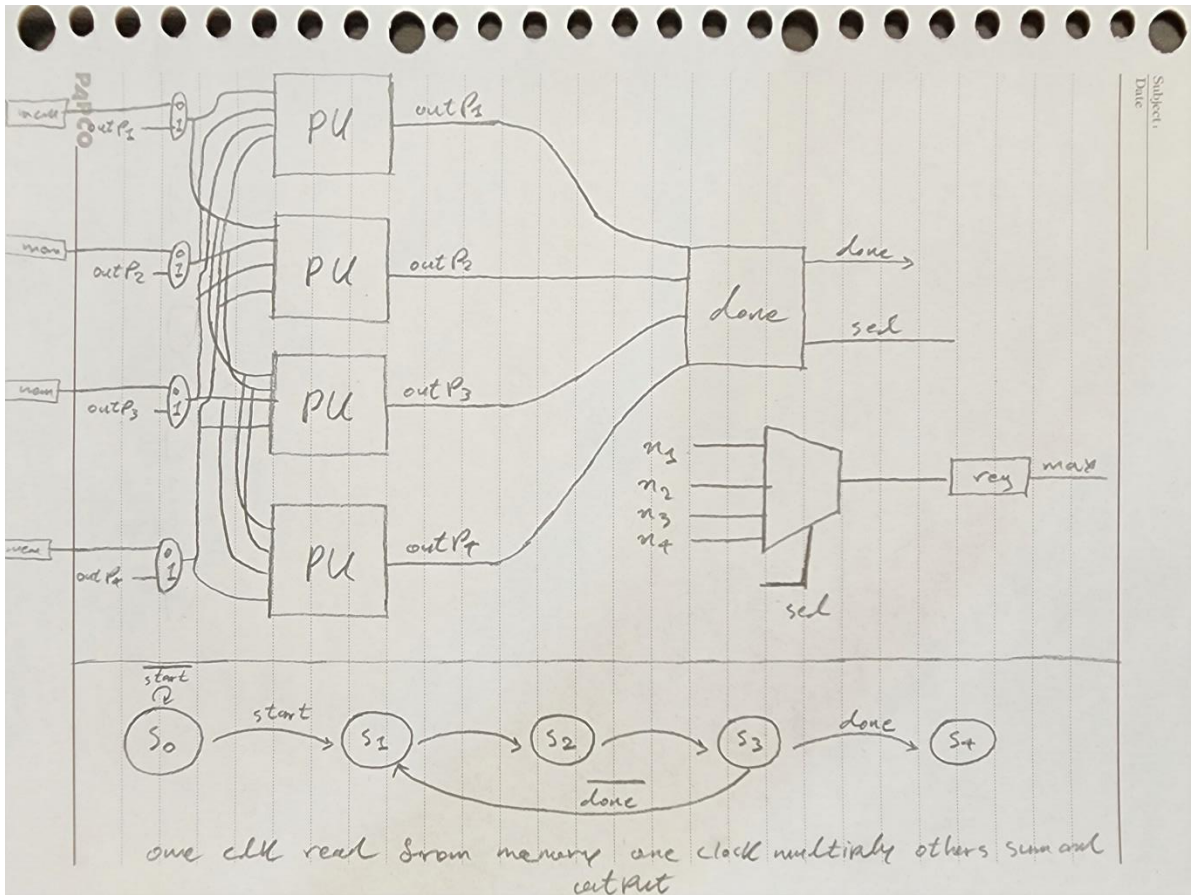 Subject:
Date
PAPCO
mem
0
1
outP1
PU
outP1
mem
0
1
outP2
PU
outP2
done
done
sel
mem
0
1
outP3
PU
outP3
mem
0
1
outP4
PU
outP4
n1
n2
n3
n4
sel
reg
max
start
S0
start
S1
S2
S3
done
S4
done
one clk read from memory one clock multiply others sum and
output